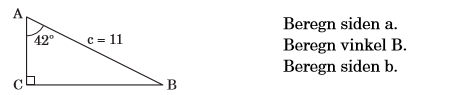 A
42°
c = 11
C
B
Beregn siden a.
Beregn vinkel B.
Beregn siden b.